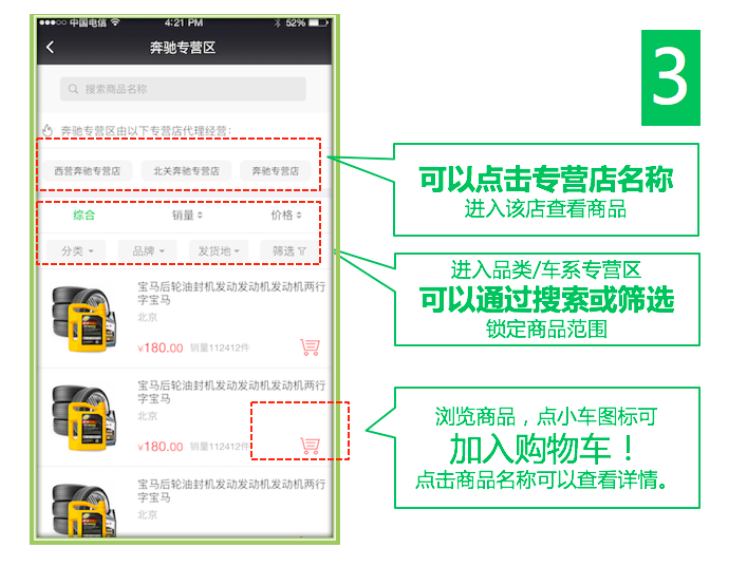 中国电信
4:21 PM
52%
奔驰专营区
搜索商品名称
奔驰专营区由以下专营店代理经营:
西营奔驰专营店
北关奔驰专营店
奔驰专营店
综合
销量
价格
分类
品牌
发货地
筛选
宝马后轮油封机发动发动机发动机两行
字宝马
北京
¥180.00 销量112412件
宝马后轮油封机发动发动机发动机两行
字宝马
北京
¥180.00 销量112412件
宝马后轮油封机发动发动机发动机两行
字宝马
北京
3
可以点击专营店名称
进入该店查看商品
进入品类/车系专营区
可以通过搜索或筛选
锁定商品范围
浏览商品，点小车图标可
加入购物车！
点击商品名称可以查看详情。